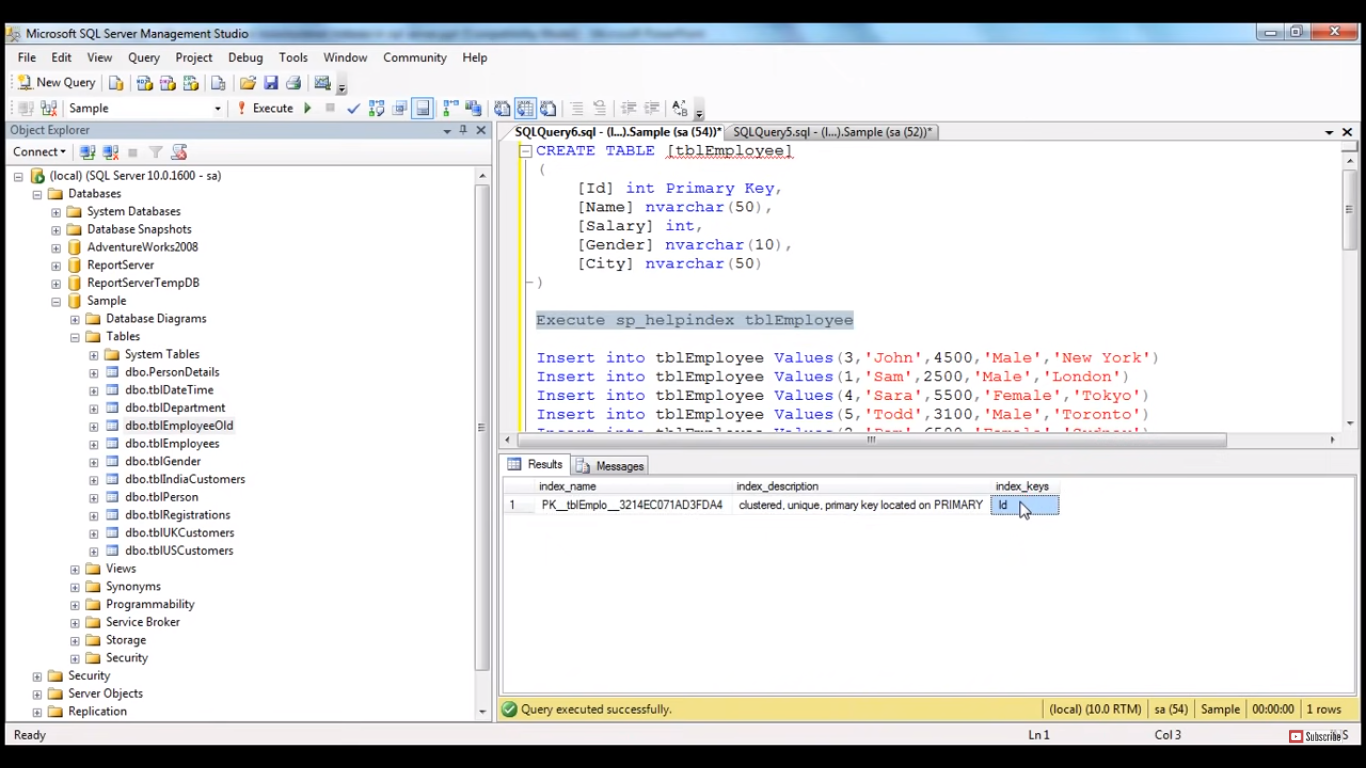 Microsoft SQL Server Management Studio
File Edit View Query Project Debug Tools Window Community Help
New Query
Sample Execute
Object Explorer
Connect
(local) (SQL Server 10.0.1600 - sa)
Databases
System Databases
Database Snapshots
AdventureWorks2008
ReportServer
ReportServerTempDB
Sample
Database Diagrams
Tables
System Tables
dbo.PersonDetails
dbo.tblDateTime
dbo.tblDepartment
dbo.tblEmployeeOld
dbo.tblEmployees
dbo.tblGender
dbo.tblIndiaCustomers
dbo.tblPerson
dbo.tblRegistrations
dbo.tblUKCustomers
dbo.tblUSCustomers
Views
Synonyms
Programmability
Service Broker
Storage
Security
Security
Server Objects
Replication
SQLQuery6.sql - (l...).Sample (sa (54))* SQLQuery5.sql - (l...).Sample (sa (52))*
CREATE TABLE [tblEmployee]
(
[Id] int Primary Key,
[Name] nvarchar(50),
[Salary] int,
[Gender] nvarchar(10),
[City] nvarchar(50)
)
Execute sp_helpindex tblEmployee
Insert into tblEmployee Values(3,'John',4500,'Male','New York')
Insert into tblEmployee Values(1,'Sam',2500,'Male','London')
Insert into tblEmployee Values(4,'Sara',5500,'Female','Tokyo')
Insert into tblEmployee Values(5,'Todd',3100,'Male','Toronto')
Results Messages
index_name index_description index_keys
1 PK__tblEmplo__3214EC071AD3FDA4 clustered, unique, primary key located on PRIMARY Id
Query executed successfully. (local) (10.0 RTM) sa (54) Sample 00:00:00 1 rows
Ready Ln 1 Col 3
Subscribe